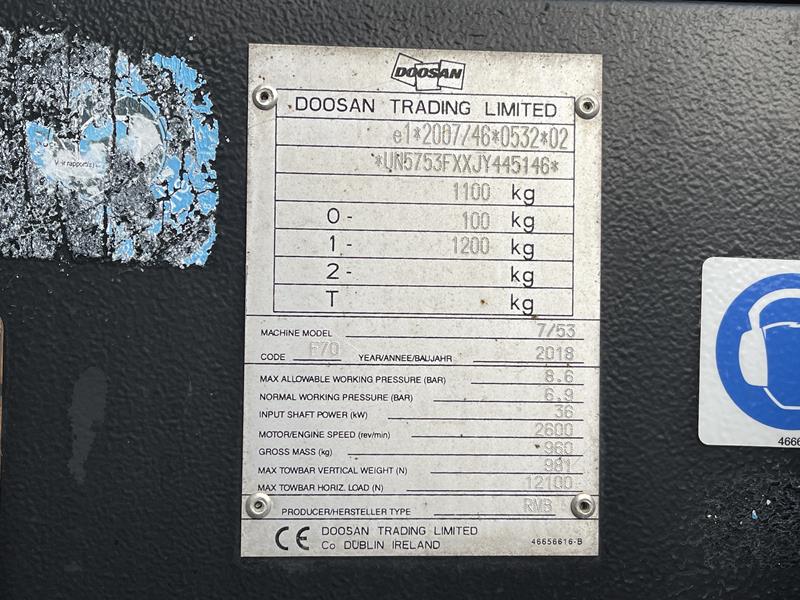 DOOSAN
DOOSAN TRADING LIMITED
e1*2007/46*0532*02
*UN5753FXXJY445146*
1100 kg
0- 100 kg
1- 1200 kg
2- kg
T kg
MACHINE MODEL 7/53
CODE F70 YEAR/ANNEE/BAUJAHR 2018
MAX ALLOWABLE WORKING PRESSURE (BAR) 8.6
NORMAL WORKING PRESSURE (BAR) 6.9
INPUT SHAFT POWER (kW) 36
MOTOR/ENGINE SPEED (rev/min) 2600
GROSS MASS (kg) 960
MAX TOWBAR VERTICAL WEIGHT (N) 981
MAX TOWBAR HORIZ. LOAD (N) 12100
PRODUCER/HERSTELLER TYPE RMB
CE DOOSAN TRADING LIMITED
Co DUBLIN IRELAND
46656616-B
4666